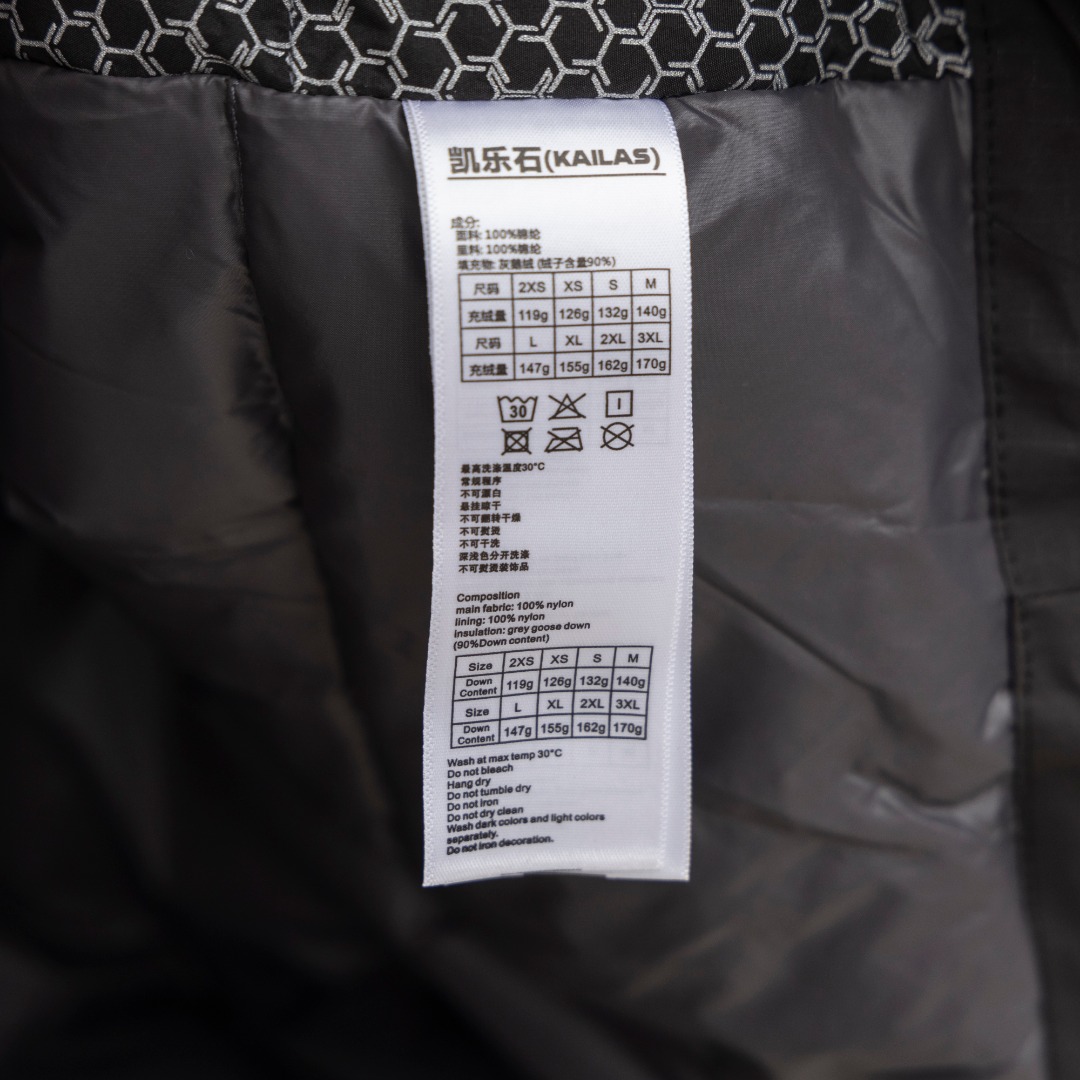 凯乐石(KAILAS)
成分:
面料: 100%锦纶
里料: 100%锦纶
填充物: 灰鹅绒 (绒子含量90%)
尺码 2XS XS S M
充绒量 119g 126g 132g 140g
尺码 L XL 2XL 3XL
充绒量 147g 155g 162g 170g
30
最高洗涤温度30°C
常规程序
不可漂白
悬挂晾干
不可翻转干燥
不可熨烫
不可干洗
深浅色分开洗涤
不可熨烫装饰品
Composition
main fabric: 100% nylon
lining: 100% nylon
insulation: grey goose down
(90%Down content)
Size 2XS XS S M
Down Content 119g 126g 132g 140g
Size L XL 2XL 3XL
Down Content 147g 155g 162g 170g
Wash at max temp 30°C
Do not bleach
Hang dry
Do not tumble dry
Do not iron
Do not dry clean
Wash dark colors and light colors
separately.
Do not iron decoration.